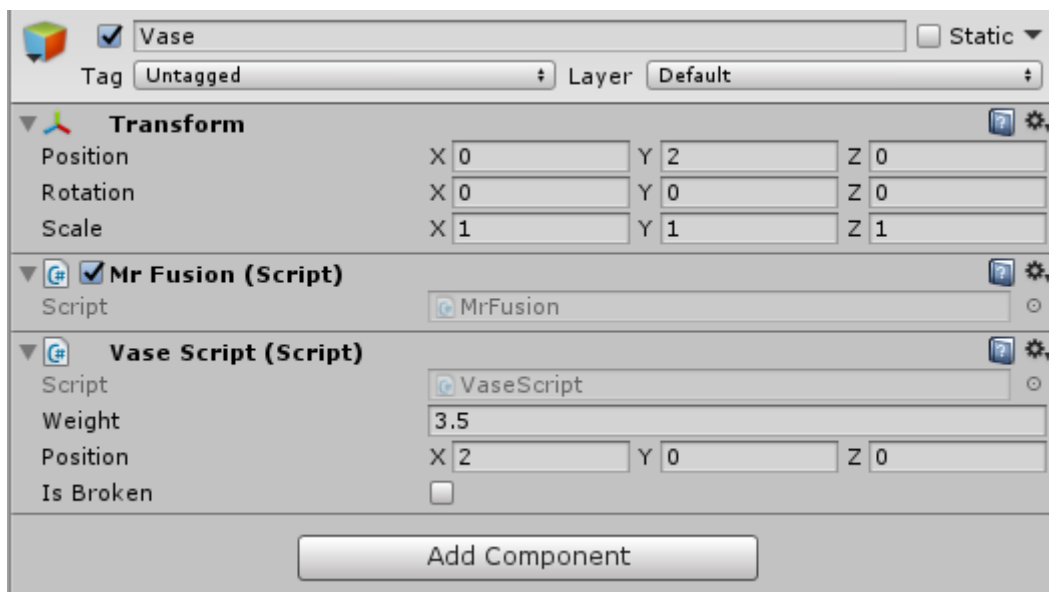 Vase Static
Tag Untagged Layer Default
Transform
Position X 0 Y 2 Z 0
Rotation X 0 Y 0 Z 0
Scale X 1 Y 1 Z 1
C# Mr Fusion (Script)
Script C# MrFusion
C# Vase Script (Script)
Script C# VaseScript
Weight 3.5
Position X 2 Y 0 Z 0
Is Broken
Add Component